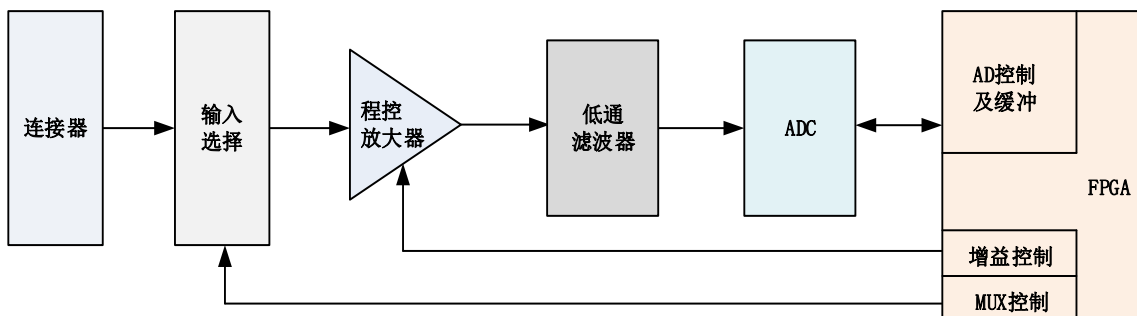 连接器
输入
选择
程控
放大器
低通
滤波器
ADC
AD控制
及缓冲
FPGA
增益控制
MUX控制